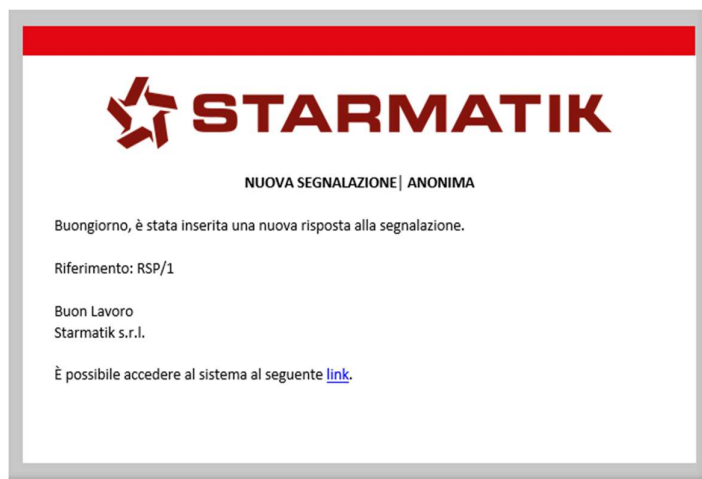 STARMATIK
NUOVA SEGNALAZIONE| ANONIMA
Buongiorno, è stata inserita una nuova risposta alla segnalazione.
Riferimento: RSP/1
Buon Lavoro
Starmatik s.r.l.
È possibile accedere al sistema al seguente link.